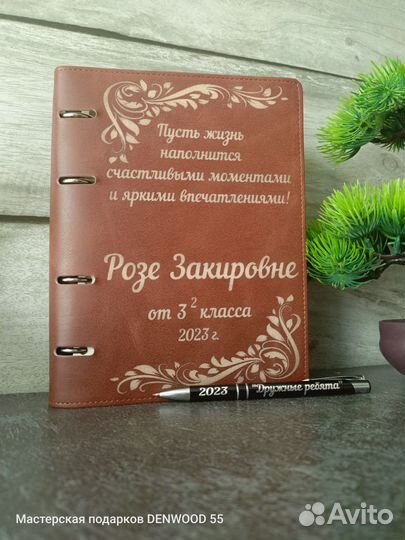 Пусть жизнь
наполнится
счастливыми моментами
и яркими впечатлениями!
Розе Закировне
от 3² класса
2023 г.
2023 "Дружные ребята"
Мастерская подарков DENWOOD 55
Avito